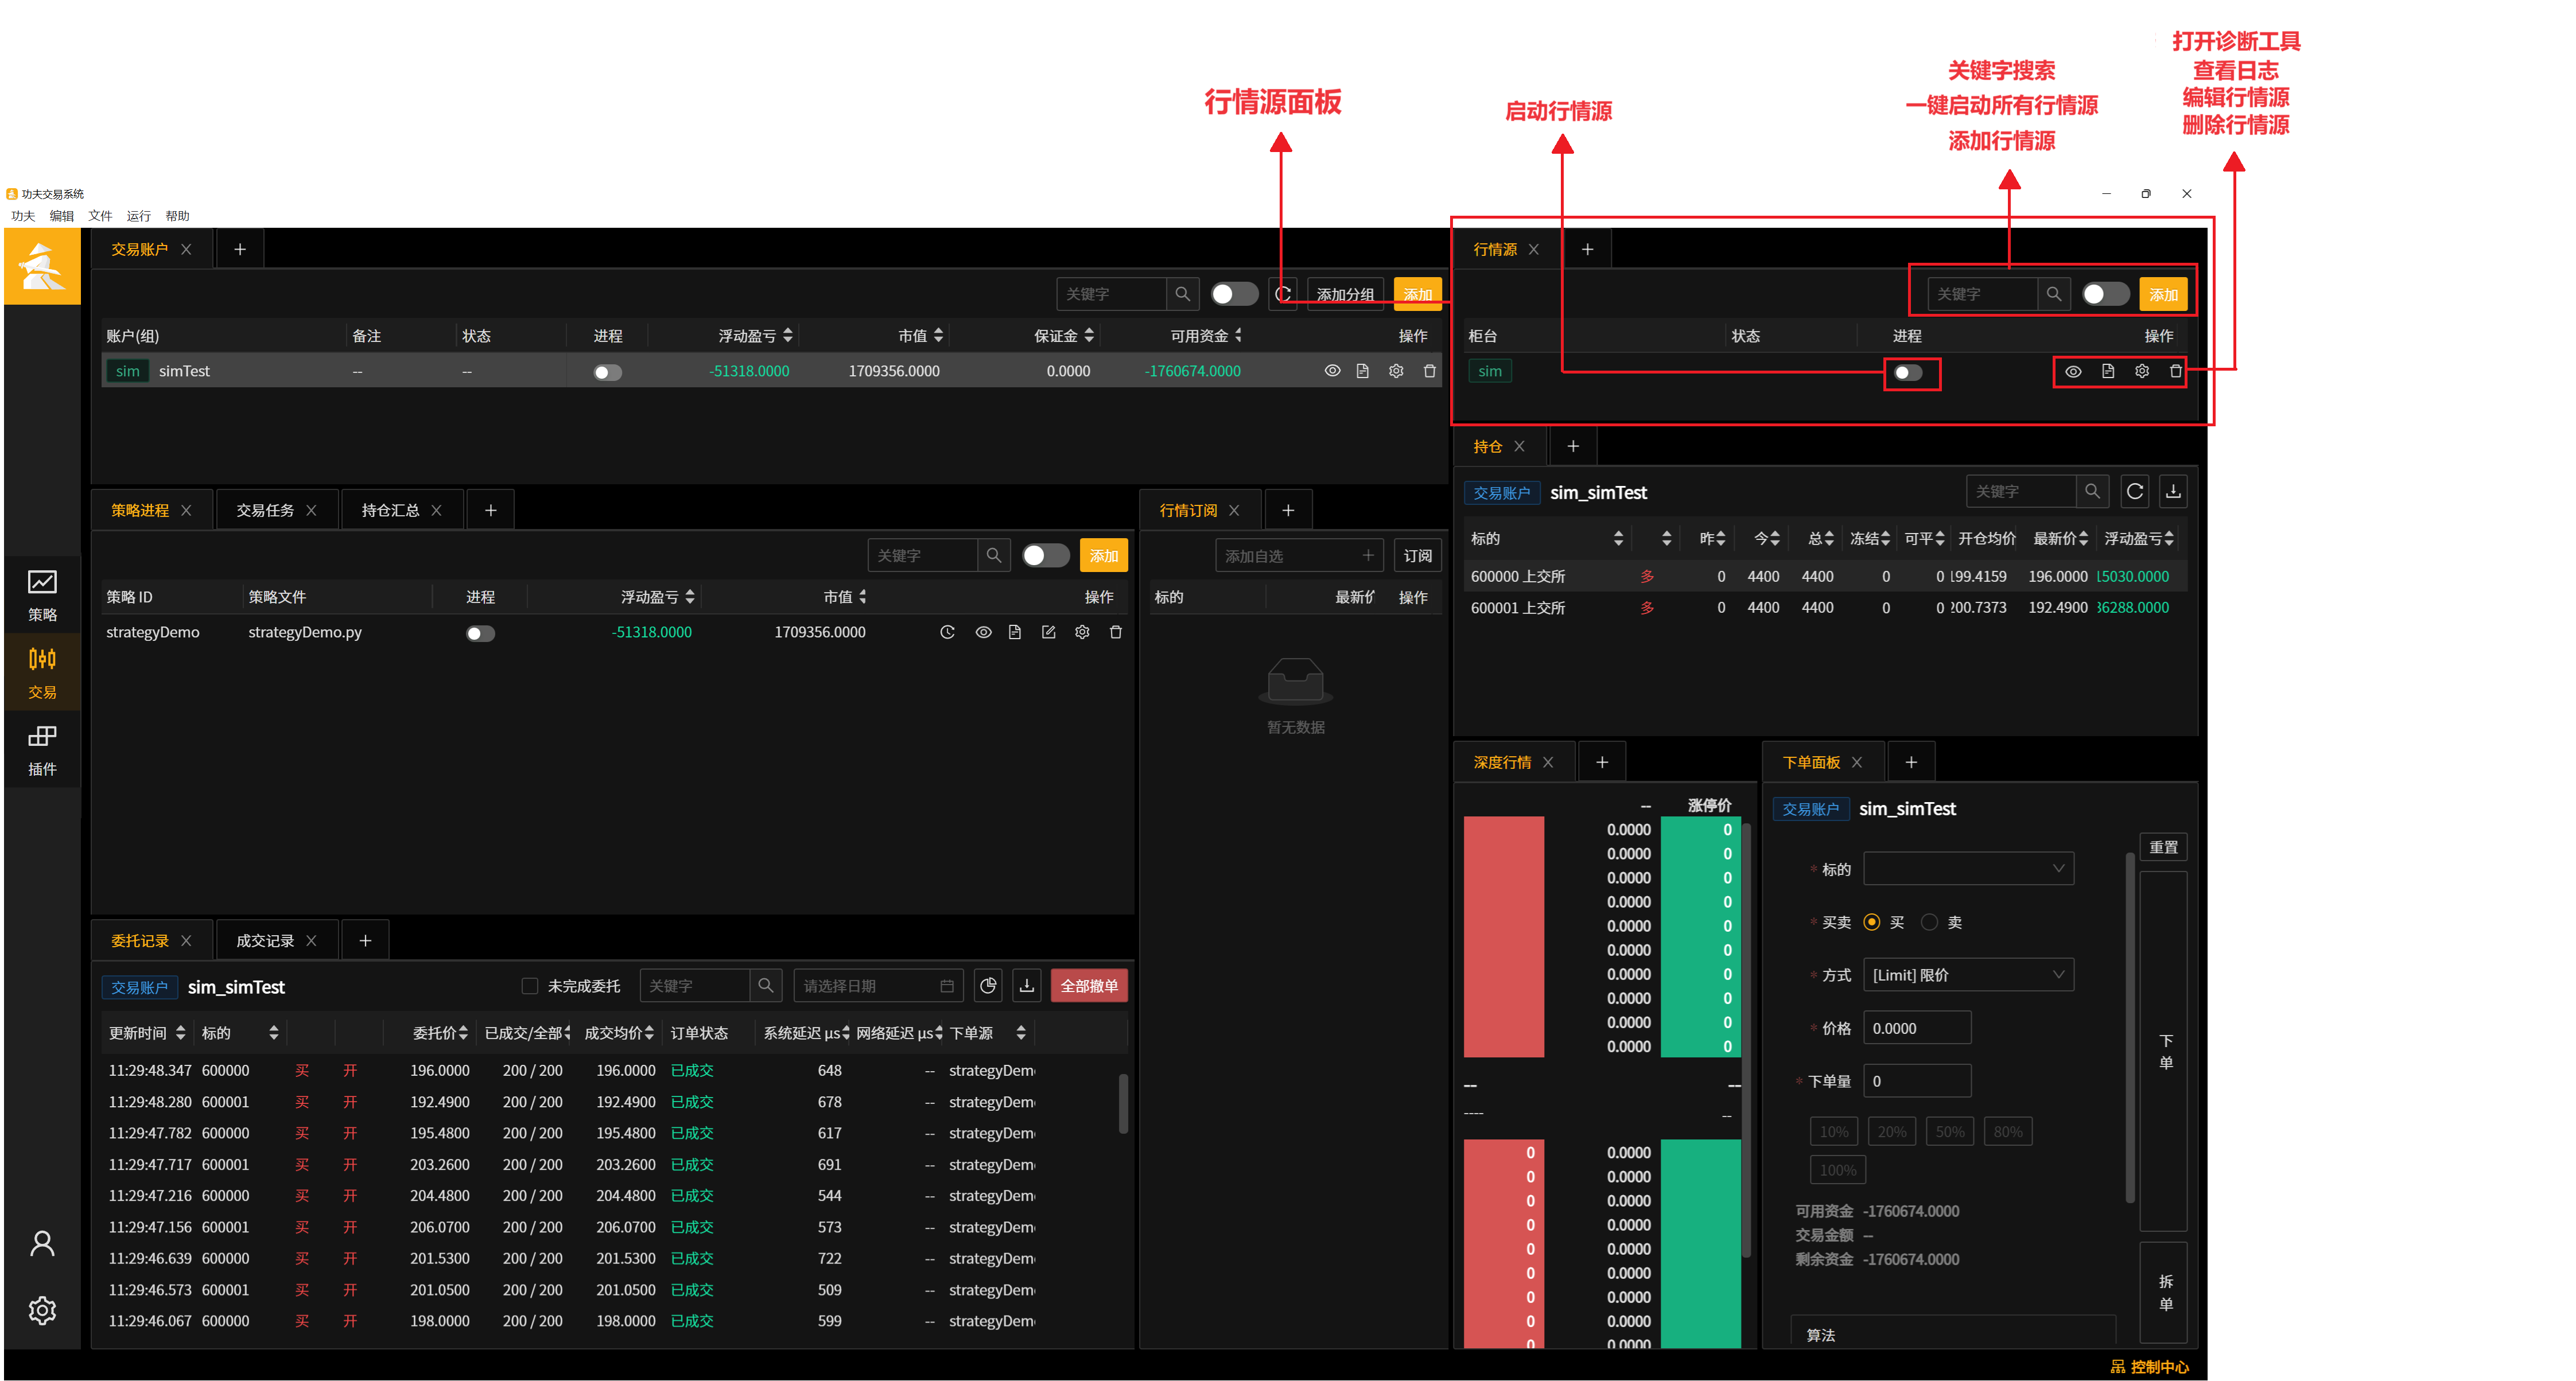 打开诊断工具
查看日志
编辑行情源
删除行情源
关键字搜索
一键启动所有行情源
添加行情源
行情源面板
启动行情源
功夫交易系统
功夫 编辑 文件 运行 帮助
交易账户
关键字 添加分组 添加
账户(组) 备注 状态 进程 浮动盈亏 市值 保证金 可用资金 操作
sim simTest -- -- -51318.0000 1709356.0000 0.0000 -1760674.0000
行情源
关键字 添加
柜台 状态 进程 操作
sim
持仓
交易账户 sim_simTest 关键字
标的 昨 今 总 冻结 可平 开仓均价 最新价 浮动盈亏
600000 上交所 多 0 4400 4400 0 0 199.4159 196.0000 15030.0000
600001 上交所 多 0 4400 4400 0 0 200.7373 192.4900 36288.0000
策略
交易
插件
策略进程 交易任务 持仓汇总
关键字 添加
策略 ID 策略文件 进程 浮动盈亏 市值 操作
strategyDemo strategyDemo.py -51318.0000 1709356.0000
行情订阅
添加自选 订阅
标的 最新价 操作
暂无数据
委托记录 成交记录
交易账户 sim_simTest 未完成委托 关键字 请选择日期 全部撤单
更新时间 标的 委托价 已成交/全部 成交均价 订单状态 系统延迟 μs 网络延迟 μs 下单源
11:29:48.347 600000 买 开 196.0000 200 / 200 196.0000 已成交 648 -- strategyDem
11:29:48.280 600001 买 开 192.4900 200 / 200 192.4900 已成交 678 -- strategyDem
11:29:47.782 600000 买 开 195.4800 200 / 200 195.4800 已成交 617 -- strategyDem
11:29:47.717 600001 买 开 203.2600 200 / 200 203.2600 已成交 691 -- strategyDem
11:29:47.216 600000 买 开 204.4800 200 / 200 204.4800 已成交 544 -- strategyDem
11:29:47.156 600001 买 开 206.0700 200 / 200 206.0700 已成交 573 -- strategyDem
11:29:46.639 600000 买 开 201.5300 200 / 200 201.5300 已成交 722 -- strategyDem
11:29:46.573 600001 买 开 201.0500 200 / 200 201.0500 已成交 509 -- strategyDem
11:29:46.067 600000 买 开 198.0000 200 / 200 198.0000 已成交 599 -- strategyDem
深度行情
-- 涨停价
0.0000 0
0.0000 0
0.0000 0
0.0000 0
0.0000 0
0.0000 0
0.0000 0
0.0000 0
0.0000 0
0.0000 0
-- --
---- --
0 0.0000
0 0.0000
0 0.0000
0 0.0000
0 0.0000
0 0.0000
0 0.0000
0 0.0000
0 0.0000
下单面板
交易账户 sim_simTest
重置
* 标的
* 买卖 买 卖
* 方式 [Limit] 限价
* 价格 0.0000
* 下单量 0
10% 20% 50% 80%
100%
可用资金 -1760674.0000
交易金额 --
剩余资金 -1760674.0000
算法
下单
拆单
控制中心